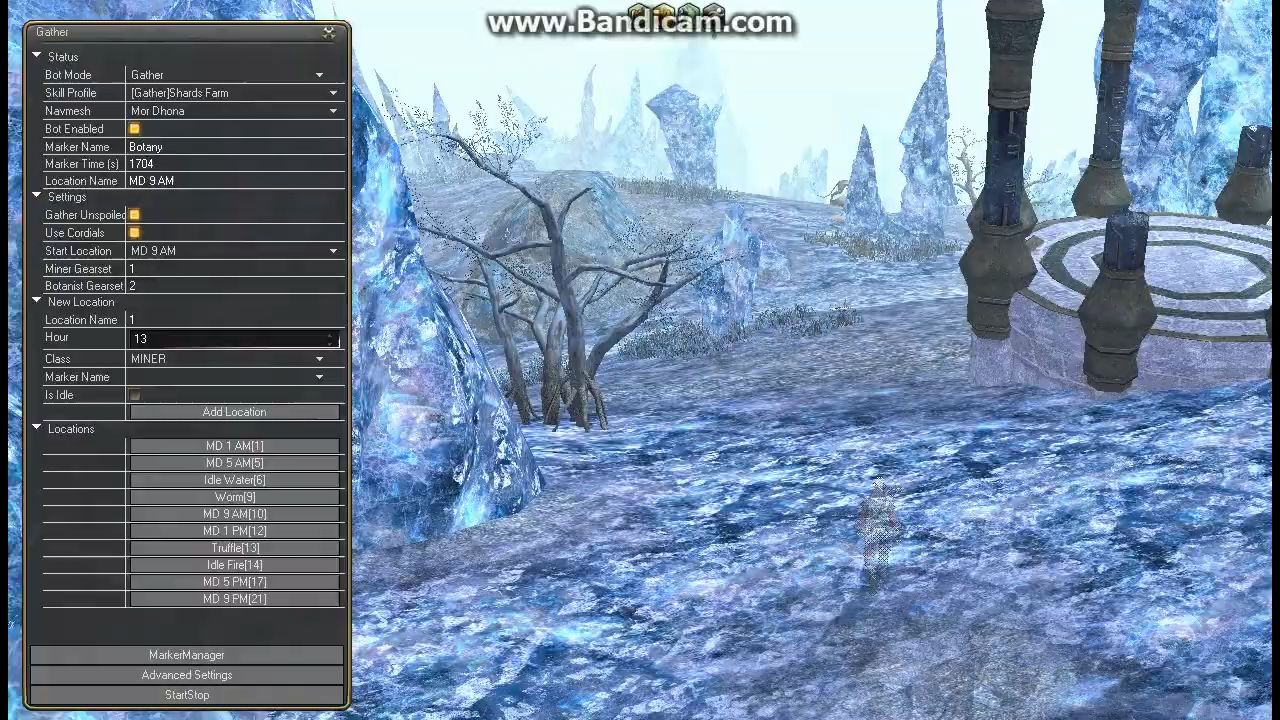 www.Bandicam.com
Gather
Status
Bot Mode Gather
Skill Profile [Gather]Shards Farm
Navmesh Mor Dhona
Bot Enabled
Marker Name Botany
Marker Time (s) 1704
Location Name MD 9 AM
Settings
Gather Unspoiled
Use Cordials
Start Location MD 9 AM
Miner Gearset 1
Botanist Gearset 2
New Location
Location Name 1
Hour 13
Class MINER
Marker Name
Is Idle
Add Location
Locations
MD 1 AM[1]
MD 5 AM[5]
Idle Water[6]
Worm[9]
MD 9 AM[10]
MD 1 PM[12]
Truffle[13]
Idle Fire[14]
MD 5 PM[17]
MD 9 PM[21]
MarkerManager
Advanced Settings
StartStop